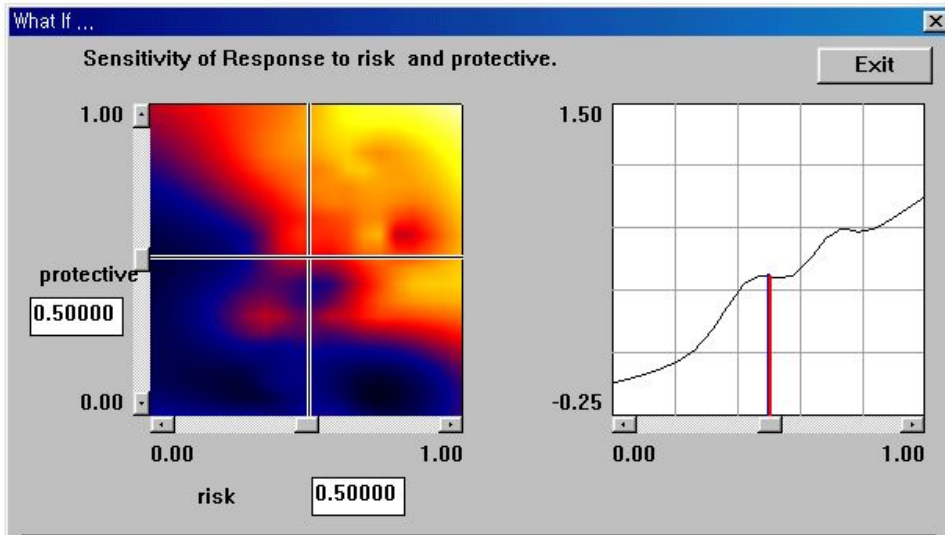 What If ...
Sensitivity of Response to risk and protective.
Exit
1.00
protective
0.50000
0.00
0.00
1.00
risk
0.50000
1.50
-0.25
0.00
1.00